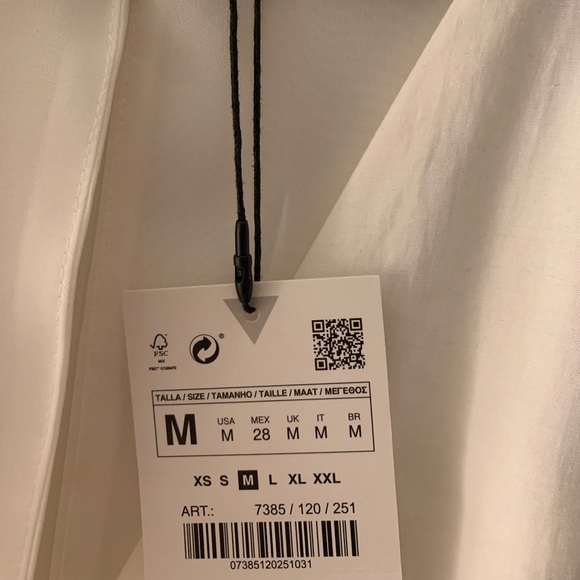 FSC
MIX
TALLA / SIZE / TAMANHO / TAILLE / MAAT / ΜΕΓΕΘΟΣ
M USA MEX UK IT BR
M 28 M M M
XS S M L XL XXL
ART.: 7385 / 120 / 251
07385120251031